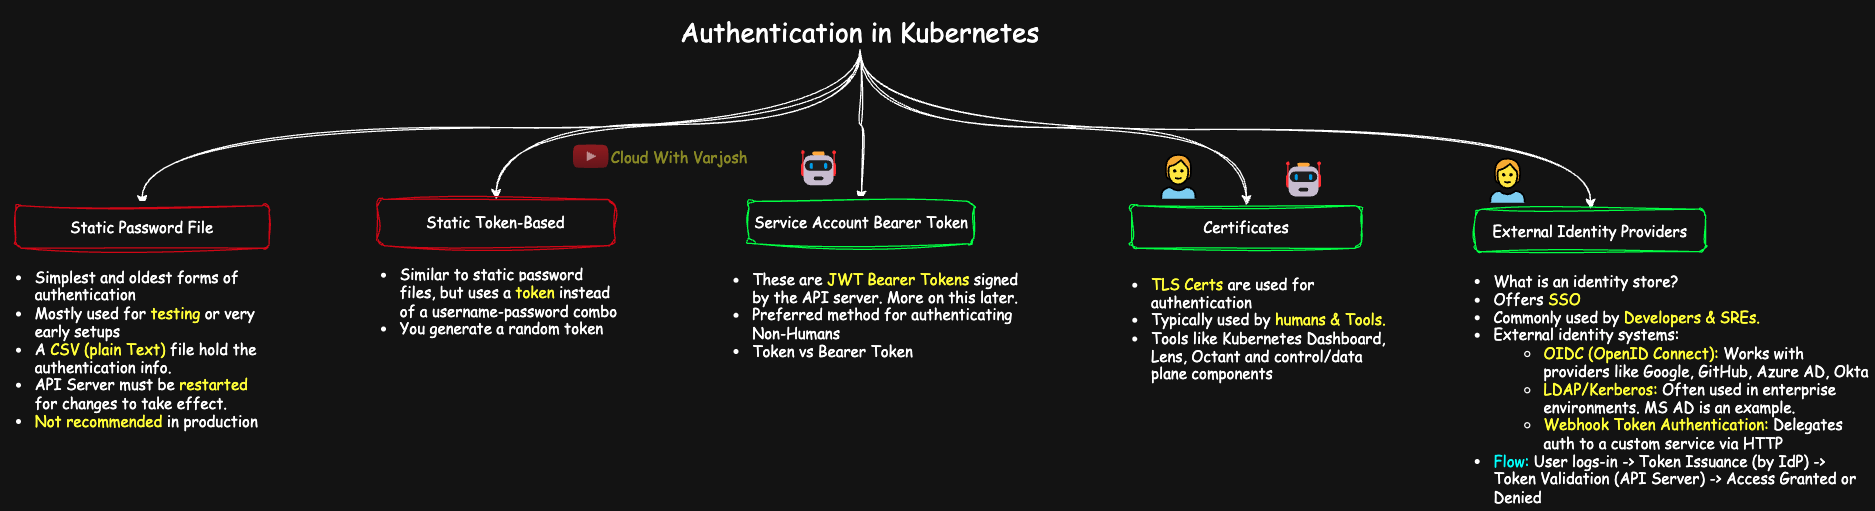 Authentication in Kubernetes
Cloud With Varjosh
Static Password File
• Simplest and oldest forms of
authentication
• Mostly used for testing or very
early setups
• A CSV (plain Text) file hold the
authentication info.
• API Server must be restarted
for changes to take effect.
• Not recommended in production
Static Token-Based
• Similar to static password
files, but uses a token instead
of a username-password combo
• You generate a random token
Service Account Bearer Token
• These are JWT Bearer Tokens signed
by the API server. More on this later.
• Preferred method for authenticating
Non-Humans
• Token vs Bearer Token
Certificates
• TLS Certs are used for
authentication
• Typically used by humans & Tools.
• Tools like Kubernetes Dashboard,
Lens, Octant and control/data
plane components
External Identity Providers
• What is an identity store?
• Offers SSO
• Commonly used by Developers & SREs.
• External identity systems:
○ OIDC (OpenID Connect): Works with
providers like Google, GitHub, Azure AD, Okta
○ LDAP/Kerberos: Often used in enterprise
environments. MS AD is an example.
○ Webhook Token Authentication: Delegates
auth to a custom service via HTTP
• Flow: User logs-in -> Token Issuance (by IdP) ->
Token Validation (API Server) -> Access Granted or
Denied